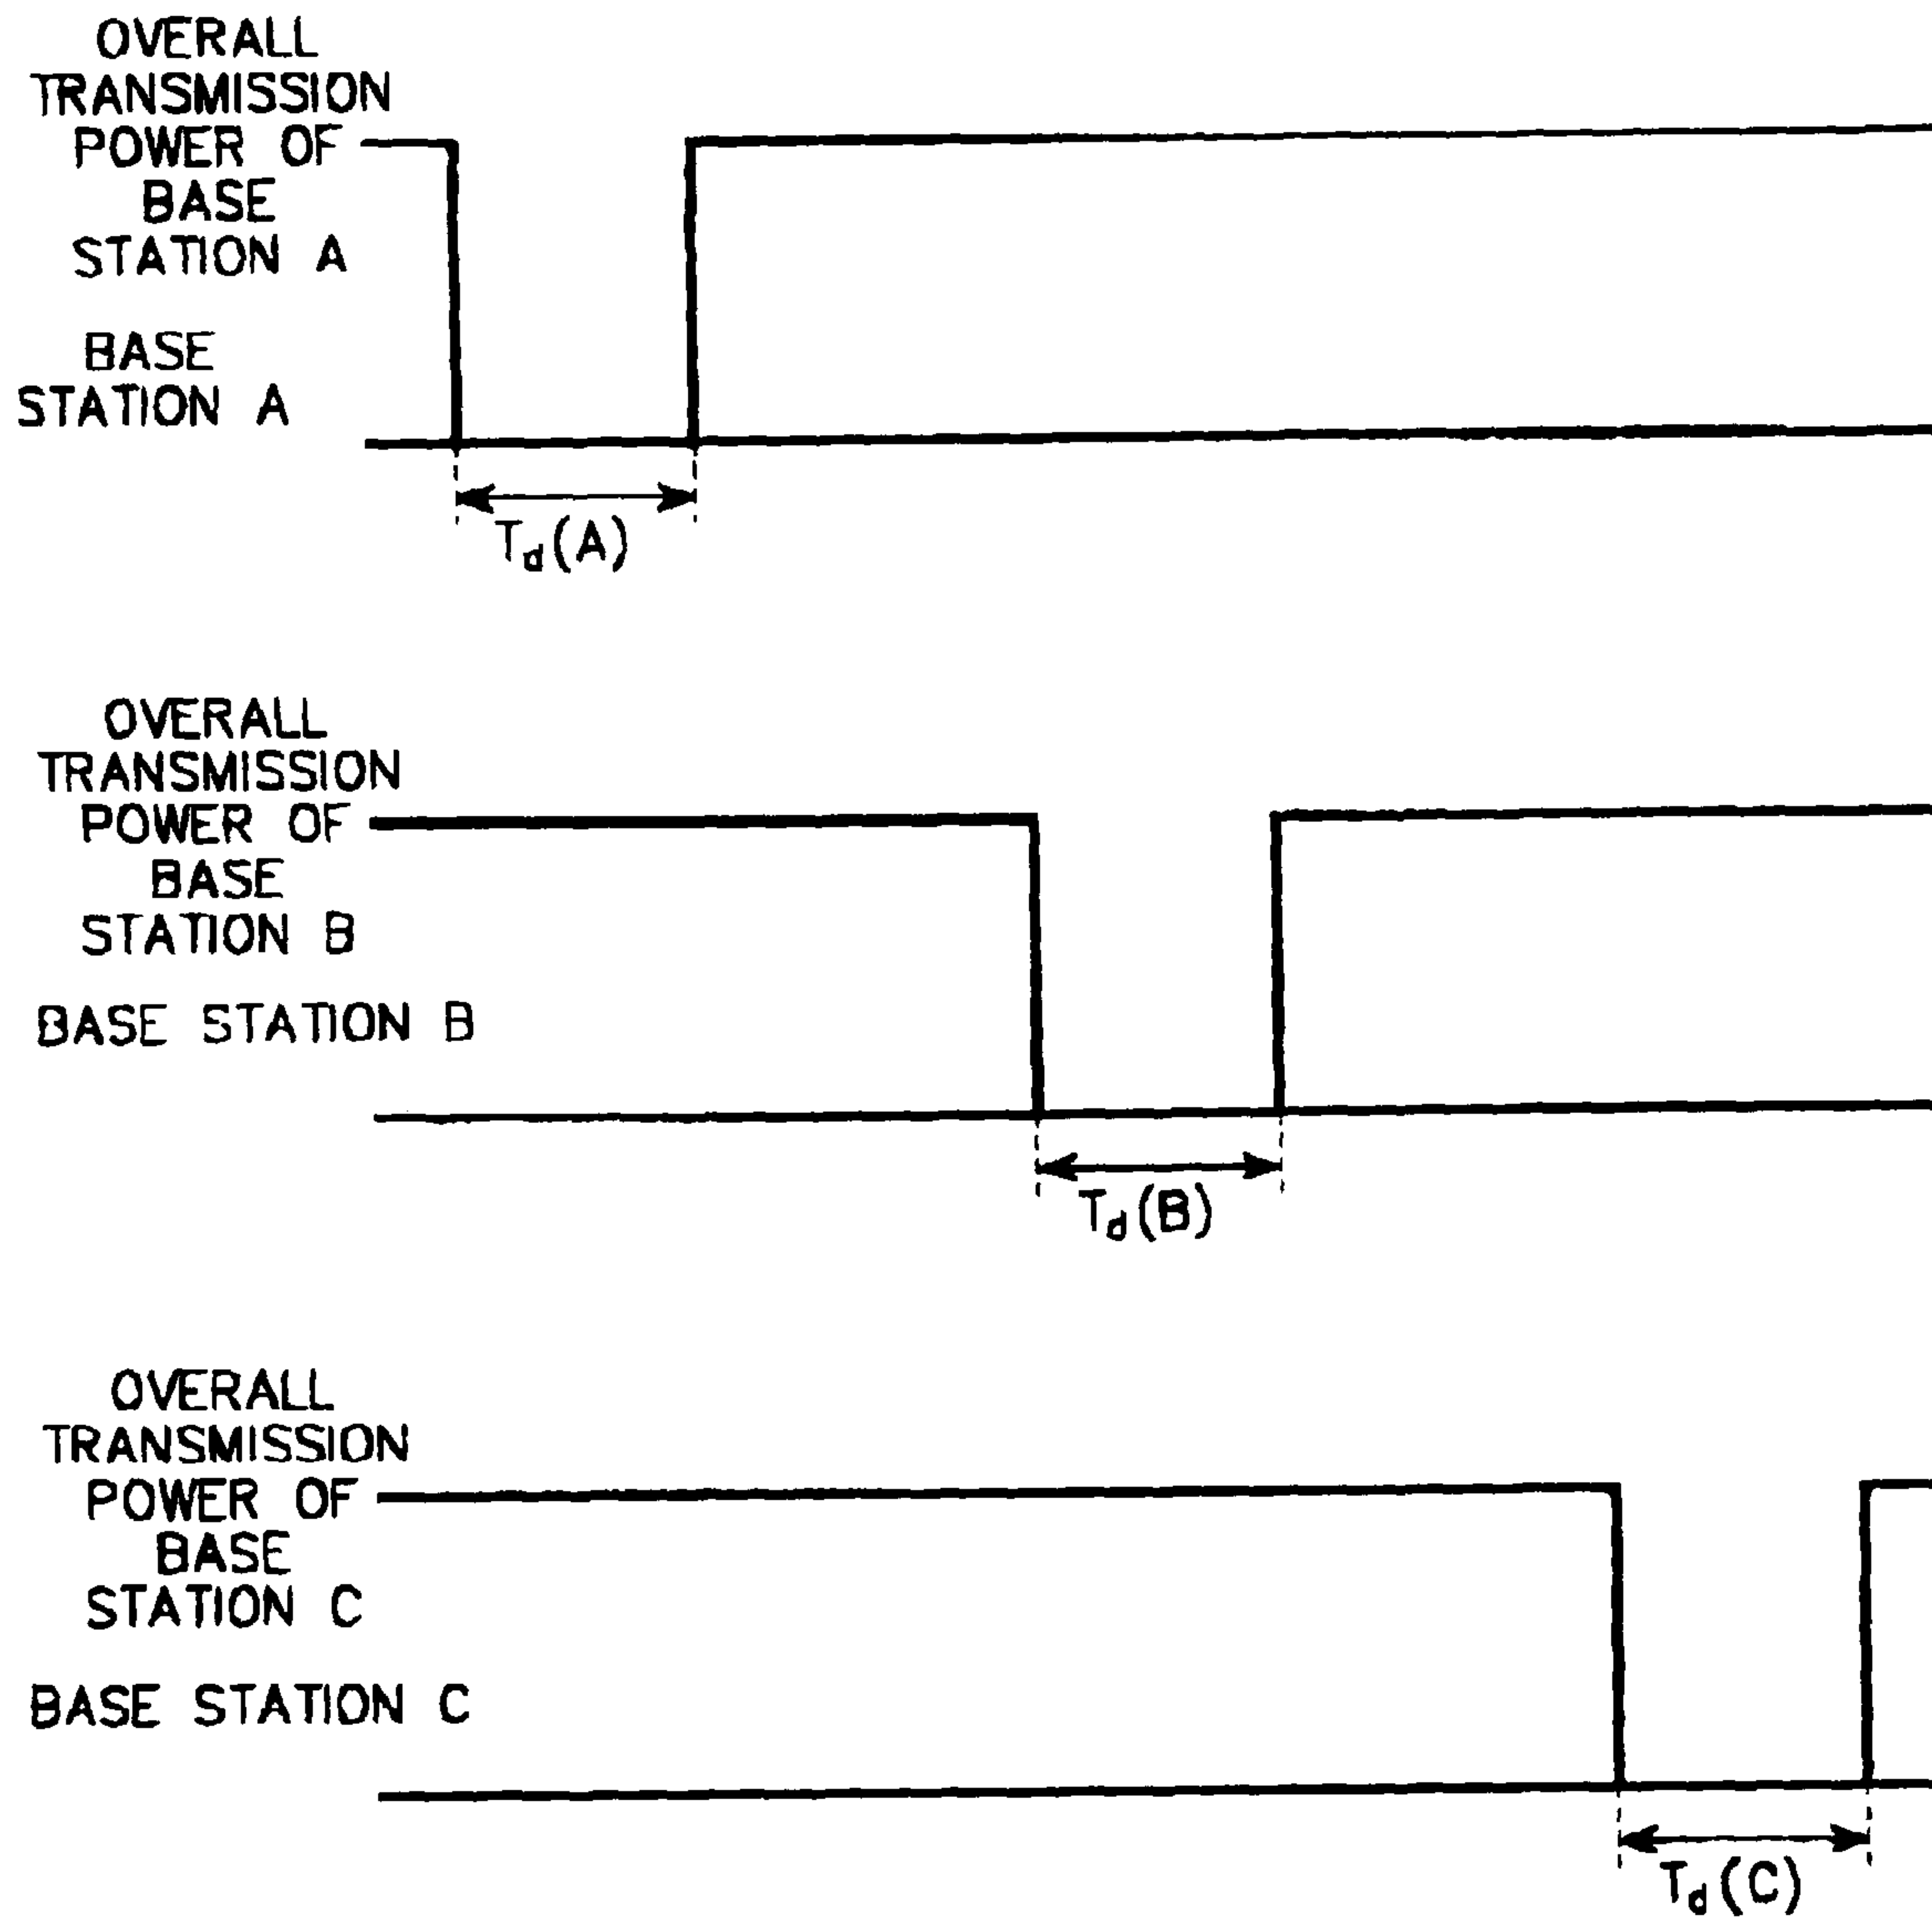 OVERALL
TRANSMISSION
POWER OF
BASE
STATION A
BASE
STATION A
Td(A)
OVERALL
TRANSMISSION
POWER OF
BASE
STATION B
BASE STATION B
Td(B)
OVERALL
TRANSMISSION
POWER OF
BASE
STATION C
BASE STATION C
Td(C)